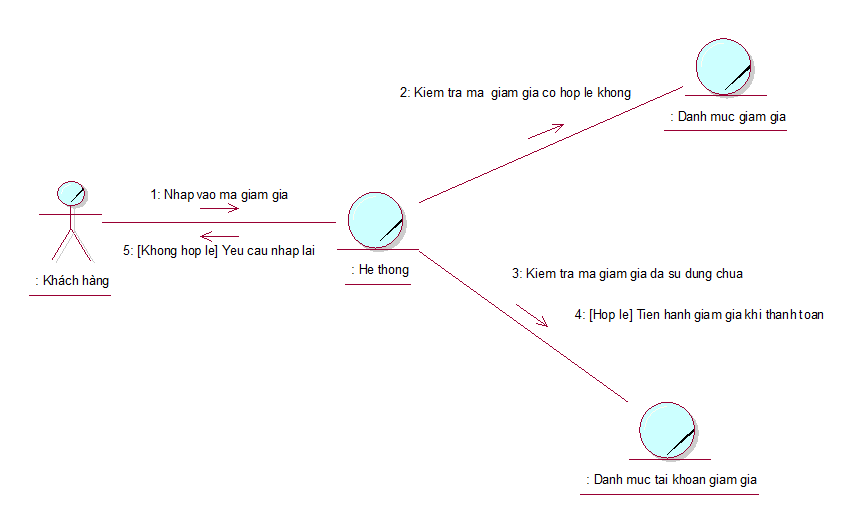 2: Kiem tra ma giam gia co hop le khong
: Danh muc giam gia
1: Nhap vao ma giam gia
5: [Khong hop le] Yeu cau nhap lai
: Khách hàng
: He thong
3: Kiem tra ma giam gia da su dung chua
4: [Hop le] Tien hanh giam gia khi thanh toan
: Danh muc tai khoan giam gia